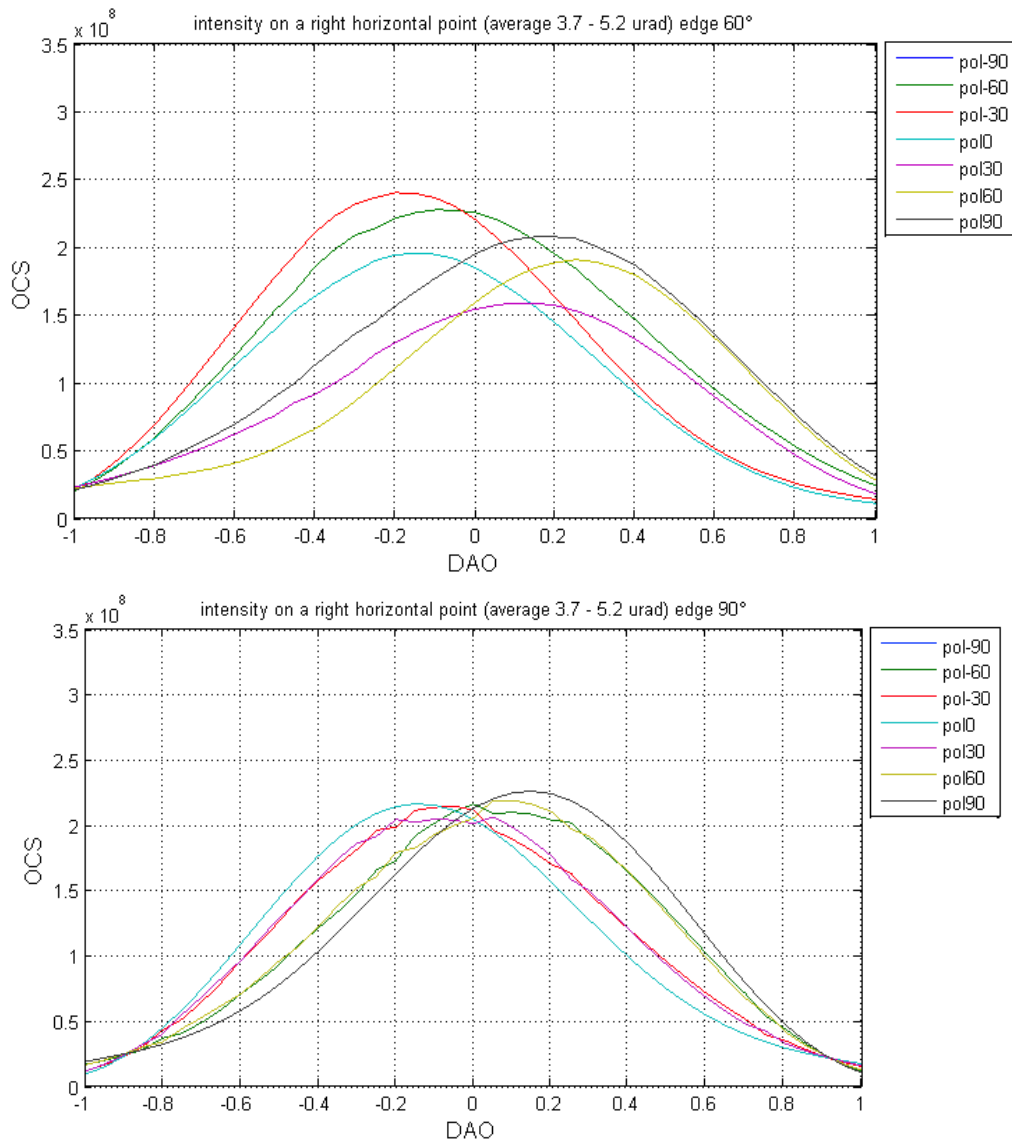 intensity on a right horizontal point (average 3.7 - 5.2 urad) edge 60°
x 10^8
3.5
3
2.5
2
1.5
1
0.5
0
OCS
-1 -0.8 -0.6 -0.4 -0.2 0 0.2 0.4 0.6 0.8 1
DAO
pol-90
pol-60
pol-30
pol0
pol30
pol60
pol90
intensity on a right horizontal point (average 3.7 - 5.2 urad) edge 90°
x 10^8
3.5
3
2.5
2
1.5
1
0.5
0
OCS
-1 -0.8 -0.6 -0.4 -0.2 0 0.2 0.4 0.6 0.8 1
DAO
pol-90
pol-60
pol-30
pol0
pol30
pol60
pol90